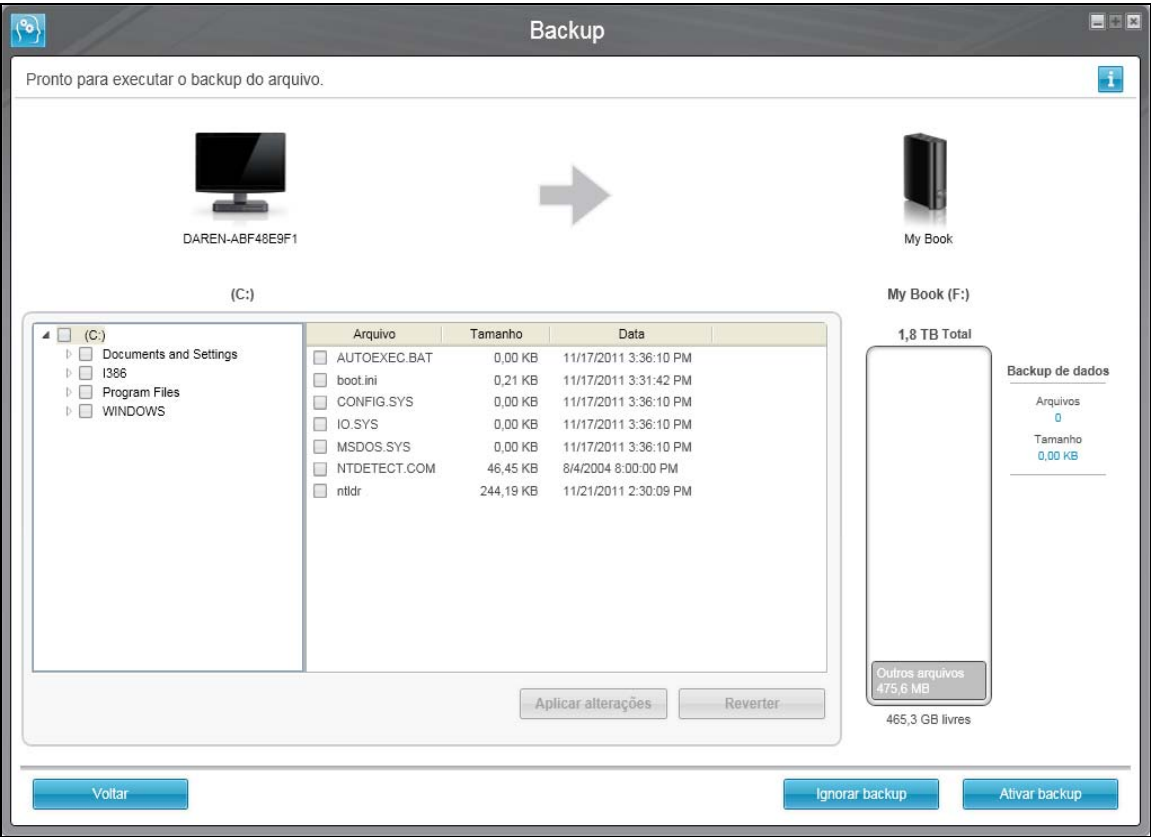 Backup
Pronto para executar o backup do arquivo.
i
DAREN-ABF48E9F1
My Book
(C:)
My Book (F:)
(C:)
Documents and Settings
I386
Program Files
WINDOWS
Arquivo Tamanho Data
AUTOEXEC.BAT 0,00 KB 11/17/2011 3:36:10 PM
boot.ini 0,21 KB 11/17/2011 3:31:42 PM
CONFIG.SYS 0,00 KB 11/17/2011 3:36:10 PM
IO.SYS 0,00 KB 11/17/2011 3:36:10 PM
MSDOS.SYS 0,00 KB 11/17/2011 3:36:10 PM
NTDETECT.COM 46,45 KB 8/4/2004 8:00:00 PM
ntldr 244,19 KB 11/21/2011 2:30:09 PM
Aplicar alterações Reverter
1,8 TB Total
Outros arquivos
475,6 MB
465,3 GB livres
Backup de dados
Arquivos
0
Tamanho
0,00 KB
Voltar Ignorar backup Ativar backup